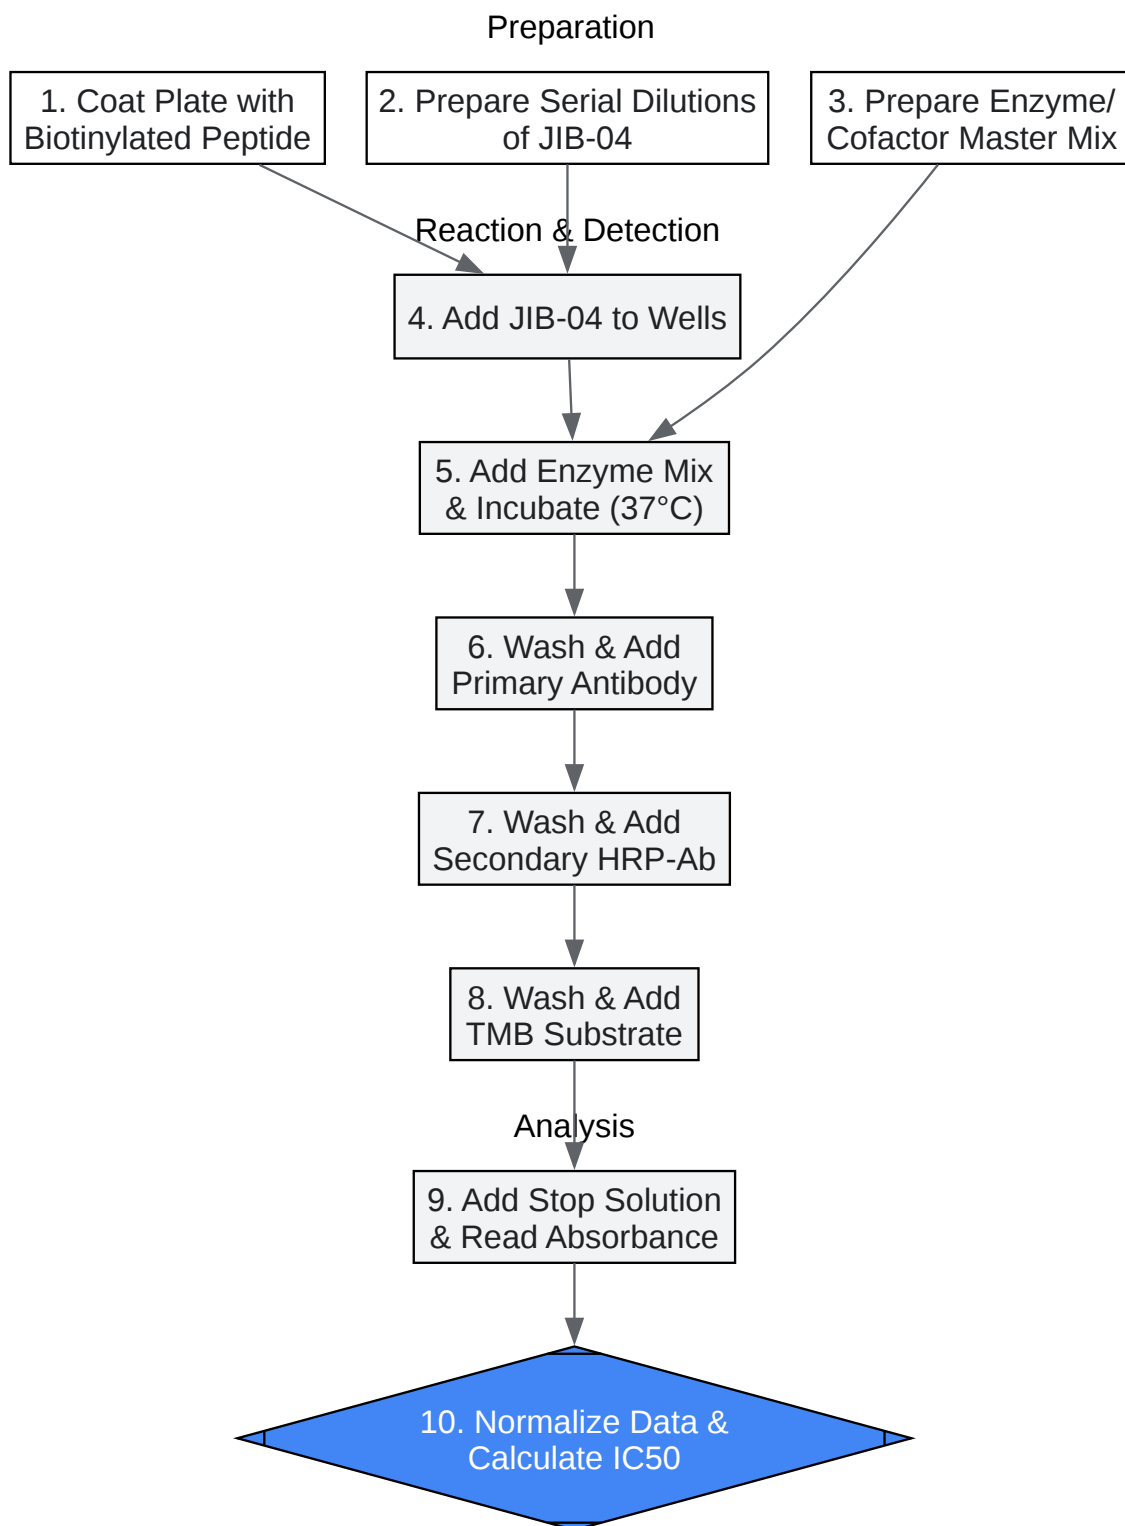 Preparation
1. Coat Plate with
Biotinylated Peptide
2. Prepare Serial Dilutions
of JIB-04
3. Prepare Enzyme/
Cofactor Master Mix
Reaction & Detection
4. Add JIB-04 to Wells
5. Add Enzyme Mix
& Incubate (37°C)
6. Wash & Add
Primary Antibody
7. Wash & Add
Secondary HRP-Ab
8. Wash & Add
TMB Substrate
Analysis
9. Add Stop Solution
& Read Absorbance
10. Normalize Data &
Calculate IC50